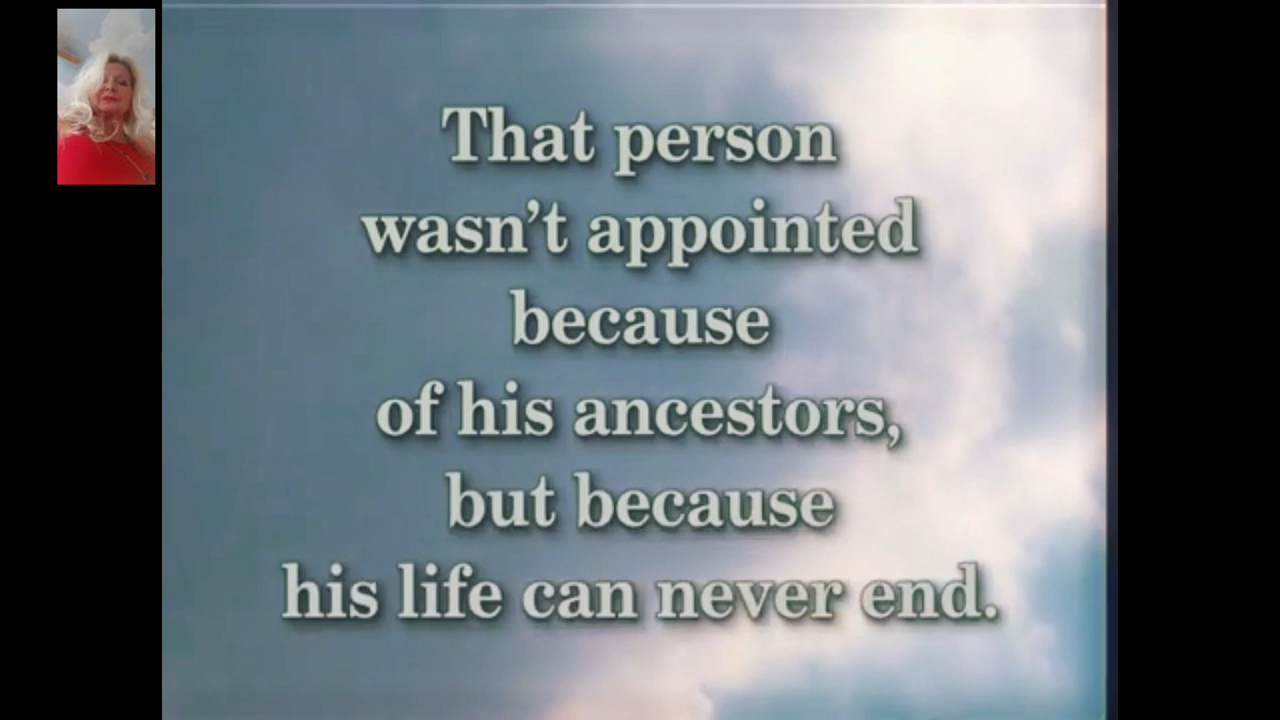 That person
wasn’t appointed
because
of his ancestors,
but because
his life can never end.